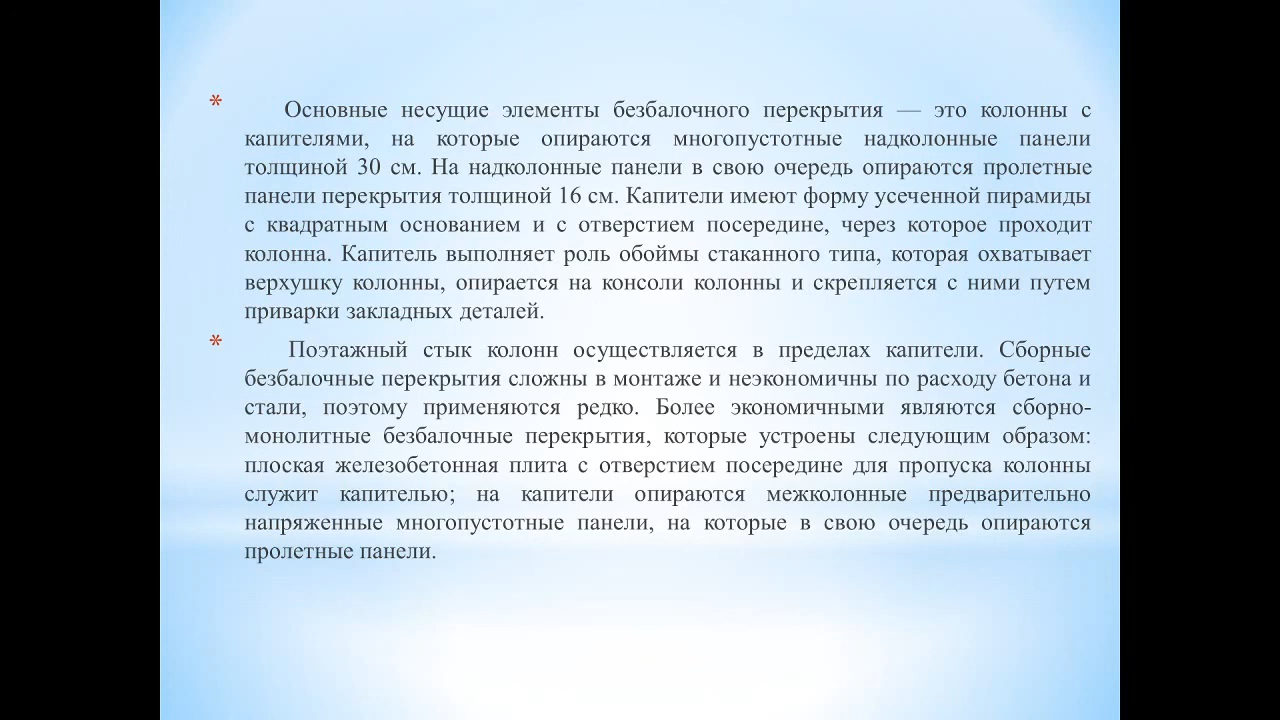 * Основные несущие элементы безбалочного перекрытия — это колонны с
капителями, на которые опираются многопустотные надколонные панели
толщиной 30 см. На надколонные панели в свою очередь опираются пролетные
панели перекрытия толщиной 16 см. Капители имеют форму усеченной пирамиды
с квадратным основанием и с отверстием посередине, через которое проходит
колонна. Капитель выполняет роль обоймы стаканного типа, которая охватывает
верхушку колонны, опирается на консоли колонны и скрепляется с ними путем
приварки закладных деталей.
* Поэтажный стык колонн осуществляется в пределах капители. Сборные
безбалочные перекрытия сложны в монтаже и неэкономичны по расходу бетона и
стали, поэтому применяются редко. Более экономичными являются сборно-
монолитные безбалочные перекрытия, которые устроены следующим образом:
плоская железобетонная плита с отверстием посередине для пропуска колонны
служит капителью; на капители опираются межколонные предварительно
напряженные многопустотные панели, на которые в свою очередь опираются
пролетные панели.